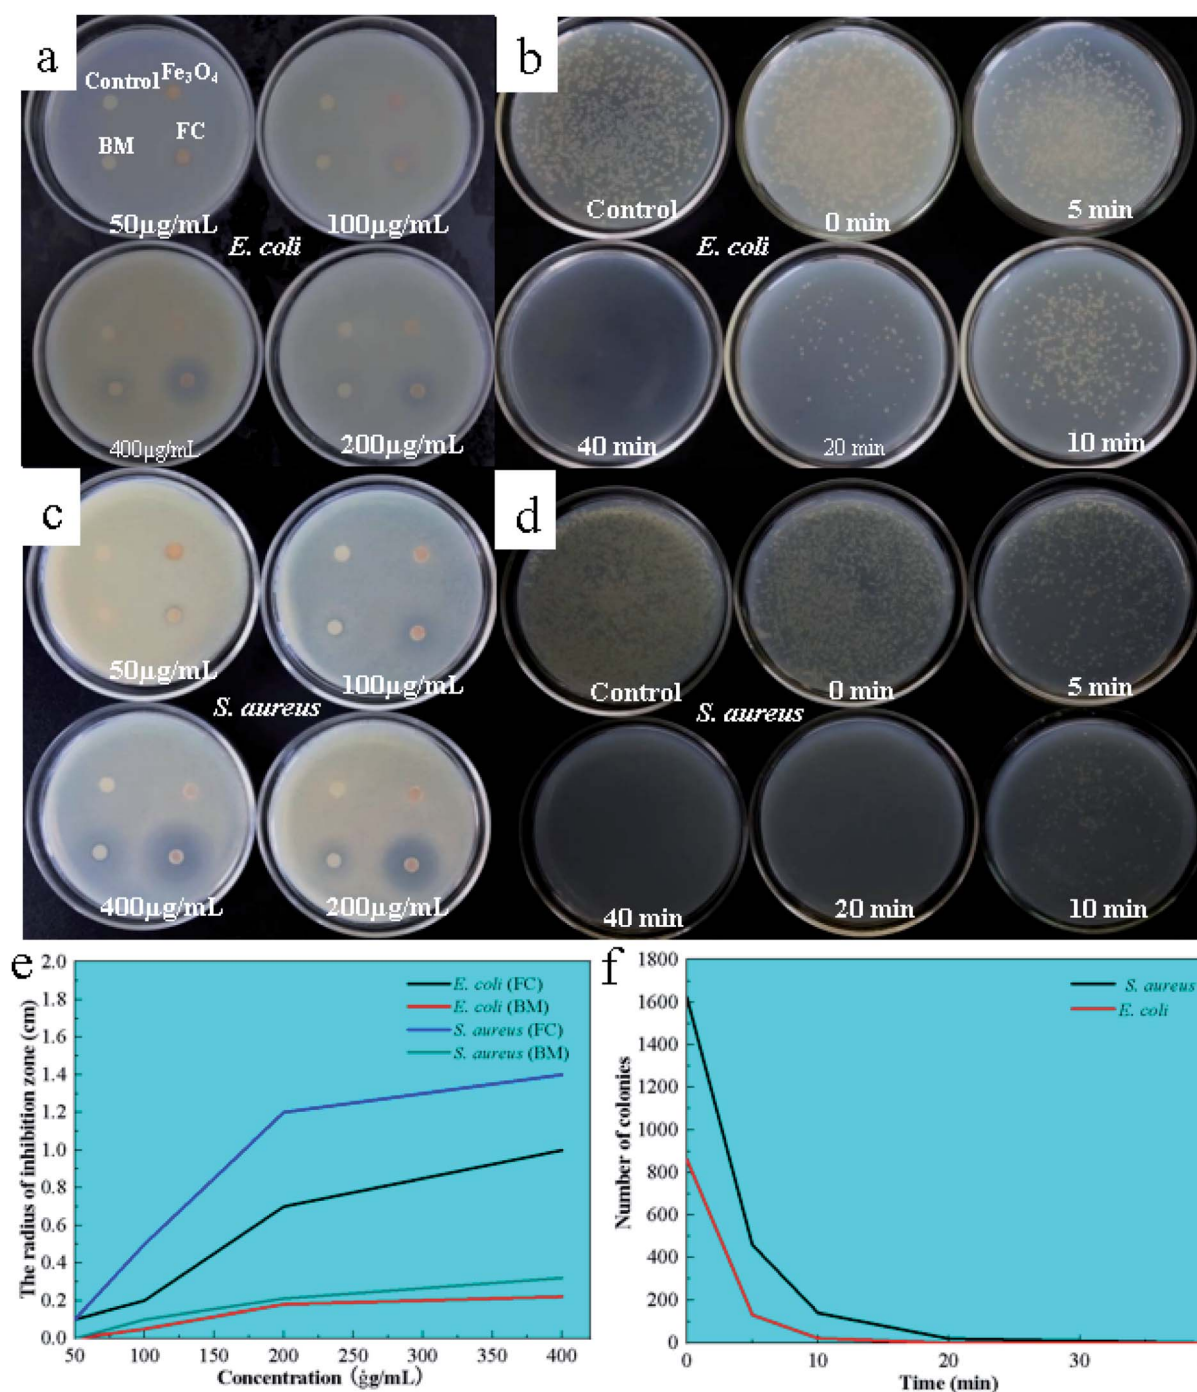 a
Control Fe₃O₄
BM FC
50μg/mL
100μg/mL
E. coli
400μg/mL
200μg/mL
b
Control
0 min
5 min
E. coli
40 min
20 min
10 min
c
50μg/mL
100μg/mL
S. aureus
400μg/mL
200μg/mL
d
Control
0 min
5 min
S. aureus
40 min
20 min
10 min
e
The radius of inhibition zone (cm)
2.0
1.8
1.6
1.4
1.2
1.0
0.8
0.6
0.4
0.2
0.0
E. coli (FC)
E. coli (BM)
S. aureus (FC)
S. aureus (BM)
50 100 150 200 250 300 350 400
Concentration (ġg/mL)
f
Number of colonies
1800
1600
1400
1200
1000
800
600
400
200
0
S. aureus
E. coli
0 10 20 30
Time (min)